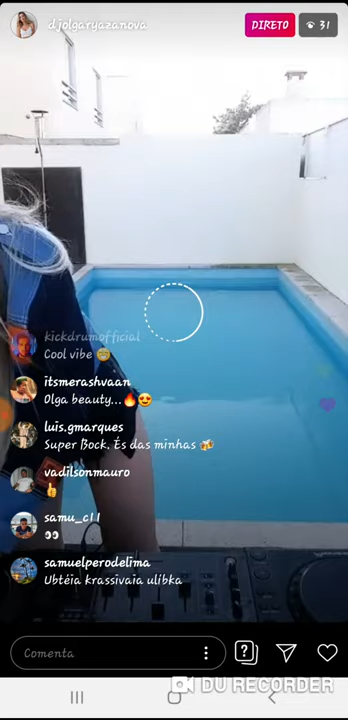 djolgaryazanova
DIRETO
31
kickdrumofficial
Cool vibe 😎
itsmerashvaan
Olga beauty...🔥😍
luis.gmarques
Super Bock. És das minhas 🍻
vadilsonmauro
👍
samu_c11
👀
samuelperodelima
Ubtéia krassivaia ulibka
Comenta
DU RECORDER